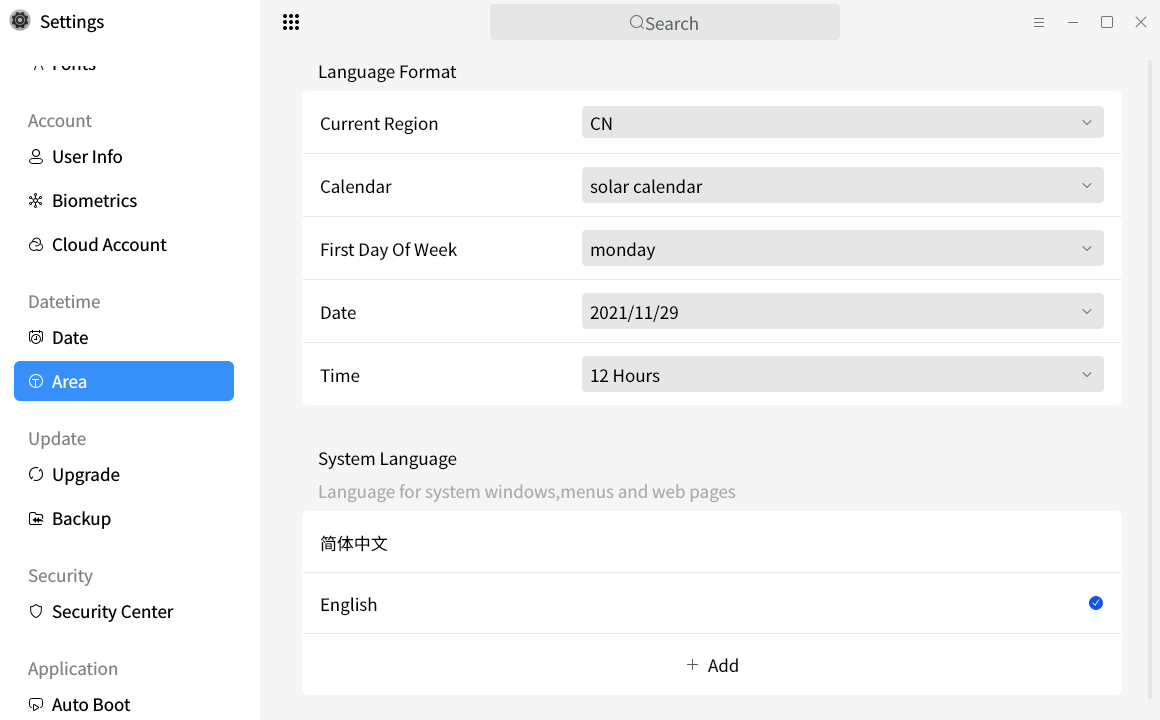 Settings
Search
Fonts
Account
User Info
Biometrics
Cloud Account
Datetime
Date
Area
Update
Upgrade
Backup
Security
Security Center
Application
Auto Boot
Language Format
Current Region
CN
Calendar
solar calendar
First Day Of Week
monday
Date
2021/11/29
Time
12 Hours
System Language
Language for system windows,menus and web pages
简体中文
English
Add